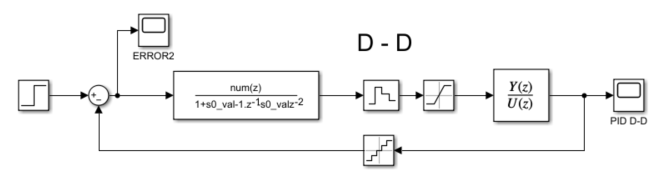 D - D
ERROR2
+
−
num(z)
1+s0_val-1.z⁻¹s0_valz⁻²
Y(z)
U(z)
PID D-D